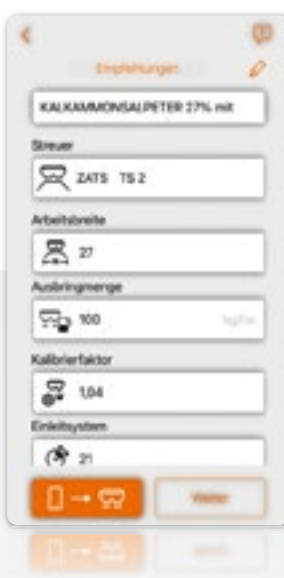 Empfehlungen
KALKAMMONSALPETER 27% mit
Streuer
ZATS TS 2
Arbeitsbreite
27
Ausbringmenge
100 kg/ha
Kalibrierfaktor
1,04
Einleitsystem
21
Weiter